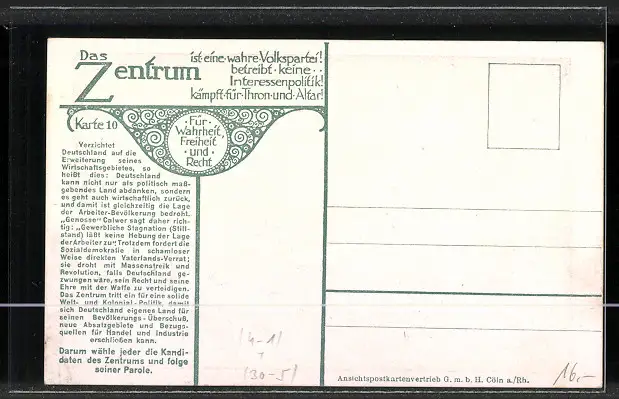 Das Zentrum
ist eine wahre Volkspartei!
betreibt keine
Interessenpolitik!
kämpft für Thron und Altar!
Karte 10
Für
Wahrheit
Freiheit
und
Recht
Verzichtet
Deutschland auf die
Erweiterung seines
Wirtschaftsgebietes, so
heißt dies: Deutschland
kann nicht nur als politisch maß-
gebendes Land abdanken, sondern
es geht auch wirtschaftlich zurück,
und damit ist gleichzeitig die Lage
der Arbeiter-Bevölkerung bedroht.
„Genosse" Calwer sagt daher rich-
tig: „Gewerbliche Stagnation (Still-
stand) läßt keine Hebung der Lage
der Arbeiter zu". Trotzdem fordert die
Sozialdemokratie in schamloser
Weise direkten Vaterlands-Verrat;
sie droht mit Massenstreik und
Revolution, falls Deutschland ge-
zwungen wäre, sein Recht und seine
Ehre mit der Waffe zu verteidigen.
Das Zentrum tritt ein für eine solide
Welt- und Kolonial-Politik, damit
sich Deutschland eigenes Land für
seinen Bevölkerungs-Überschuß,
neue Absatzgebiete und Bezugs-
quellen für Handel und Industrie
erschließen kann.
Darum wähle jeder die Kandi-
daten des Zentrums und folge
seiner Parole.
(4-1)
(30-5)
Ansichtspostkartenvertrieb G. m. b. H. Cöln a./Rh.
16.-